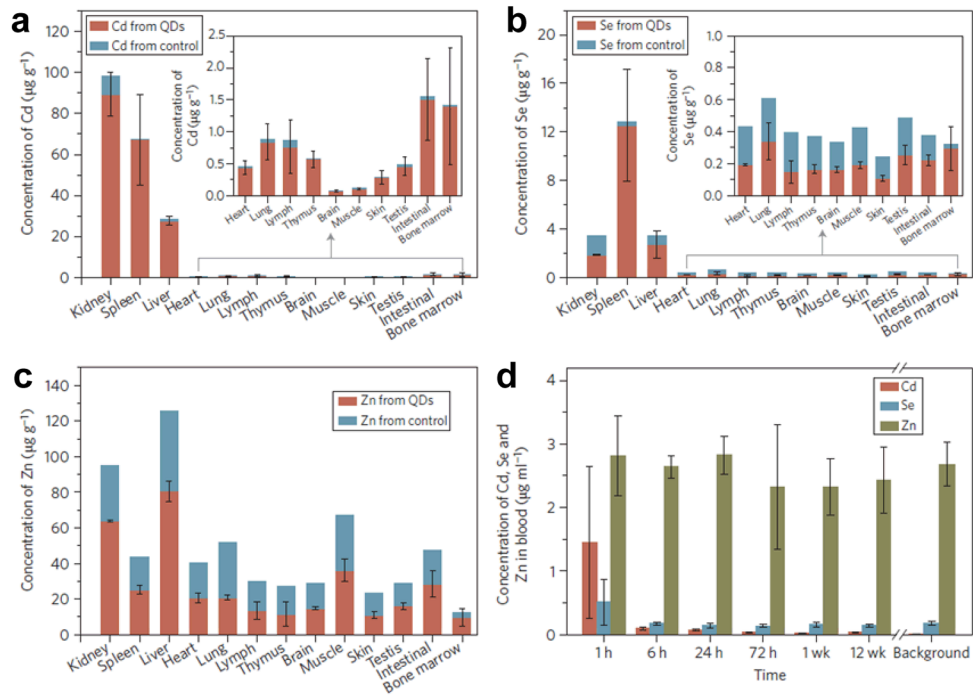 a
Cd from QDs
Cd from control
Concentration of Cd (µg g⁻¹)
120
100
80
60
40
20
0
Kidney
Spleen
Liver
Heart
Lung
Lymph
Thymus
Brain
Muscle
Skin
Testis
Intestinal
Bone marrow
Concentration of
Cd (µg g⁻¹)
2.5
2.0
1.5
1.0
0.5
0.0
Heart
Lung
Lymph
Thymus
Brain
Muscle
Skin
Testis
Intestinal
Bone marrow
b
Se from QDs
Se from control
Concentration of Se (µg g⁻¹)
20
16
12
8
4
0
Kidney
Spleen
Liver
Heart
Lung
Lymph
Thymus
Brain
Muscle
Skin
Testis
Intestinal
Bone marrow
Concentration of
Se (µg g⁻¹)
1.0
0.8
0.6
0.4
0.2
0.0
Heart
Lung
Lymph
Thymus
Brain
Muscle
Skin
Testis
Intestinal
Bone marrow
c
Zn from QDs
Zn from control
Concentration of Zn (µg g⁻¹)
140
120
100
80
60
40
20
0
Kidney
Spleen
Liver
Heart
Lung
Lymph
Thymus
Brain
Muscle
Skin
Testis
Intestinal
Bone marrow
d
Cd
Se
Zn
Concentration of Cd, Se and
Zn in blood (µg ml⁻¹)
4
3
2
1
0
1 h
6 h
24 h
72 h
1 wk
12 wk
Background
Time